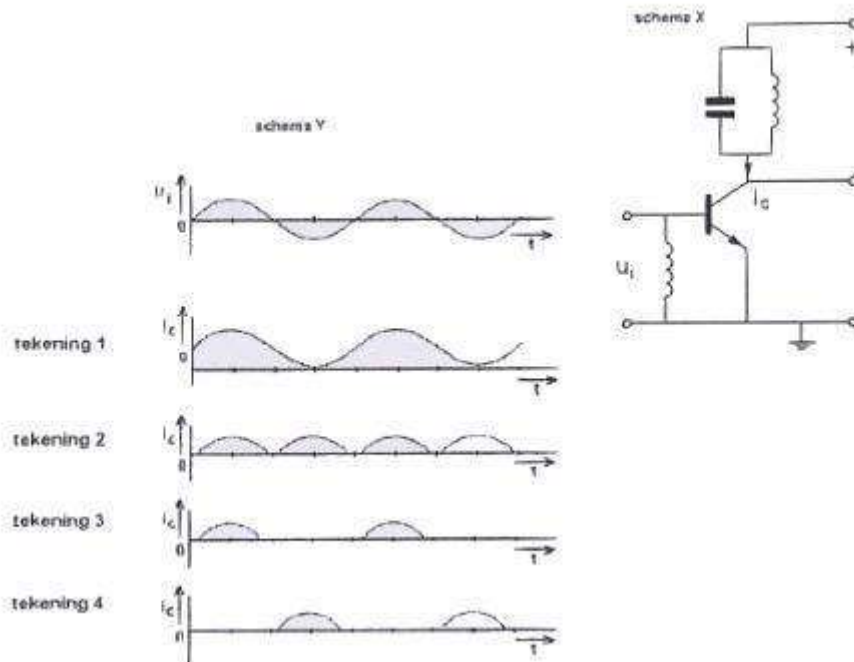 schema X
+
schema Y
i_c
u_i
0
t
u_i
tekening 1
i_c
0
t
tekening 2
i_c
0
t
tekening 3
i_c
0
t
tekening 4
i_c
0
t